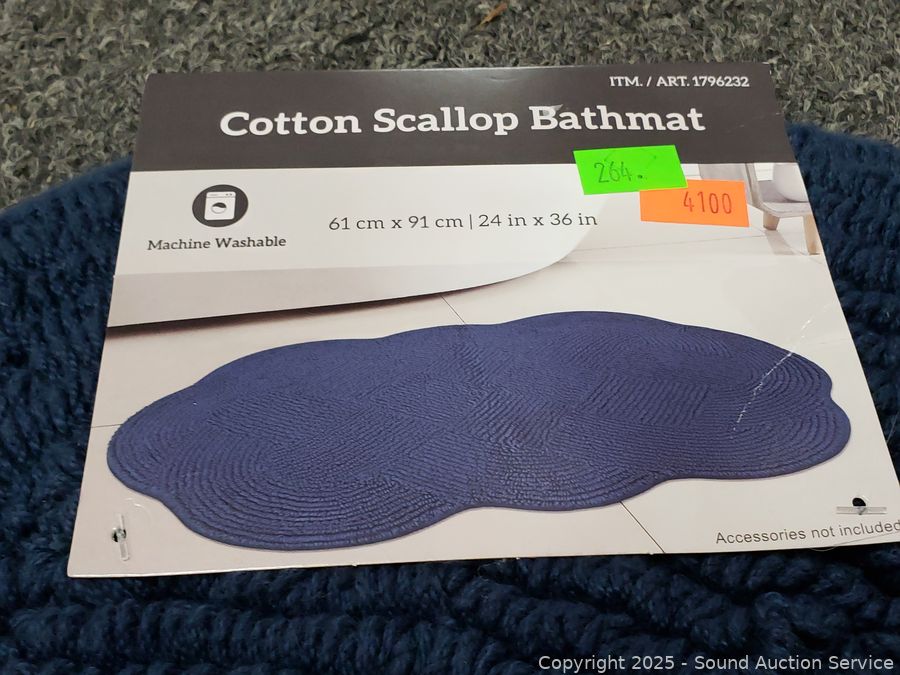 ITM. / ART. 1796232
Cotton Scallop Bathmat
264.
4100
61 cm x 91 cm | 24 in x 36 in
Machine Washable
Accessories not included
Copyright © 2025 - Sound Auction Service